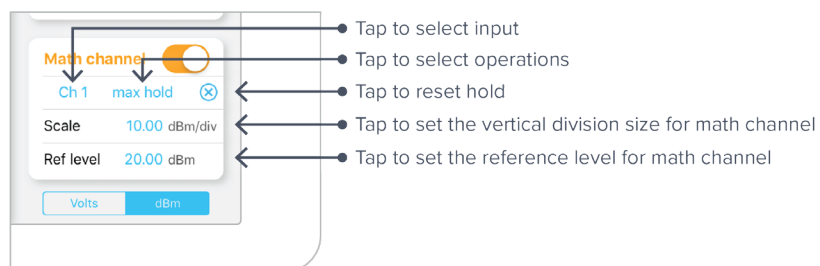 Tap to select input
Math channel
Tap to select operations
Ch 1 max hold
Tap to reset hold
Scale 10.00 dBm/div
Tap to set the vertical division size for math channel
Ref level 20.00 dBm
Tap to set the reference level for math channel
Volts dBm